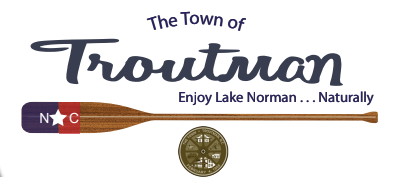 The Town of
Troutman
Enjoy Lake Norman . . . Naturally
N C